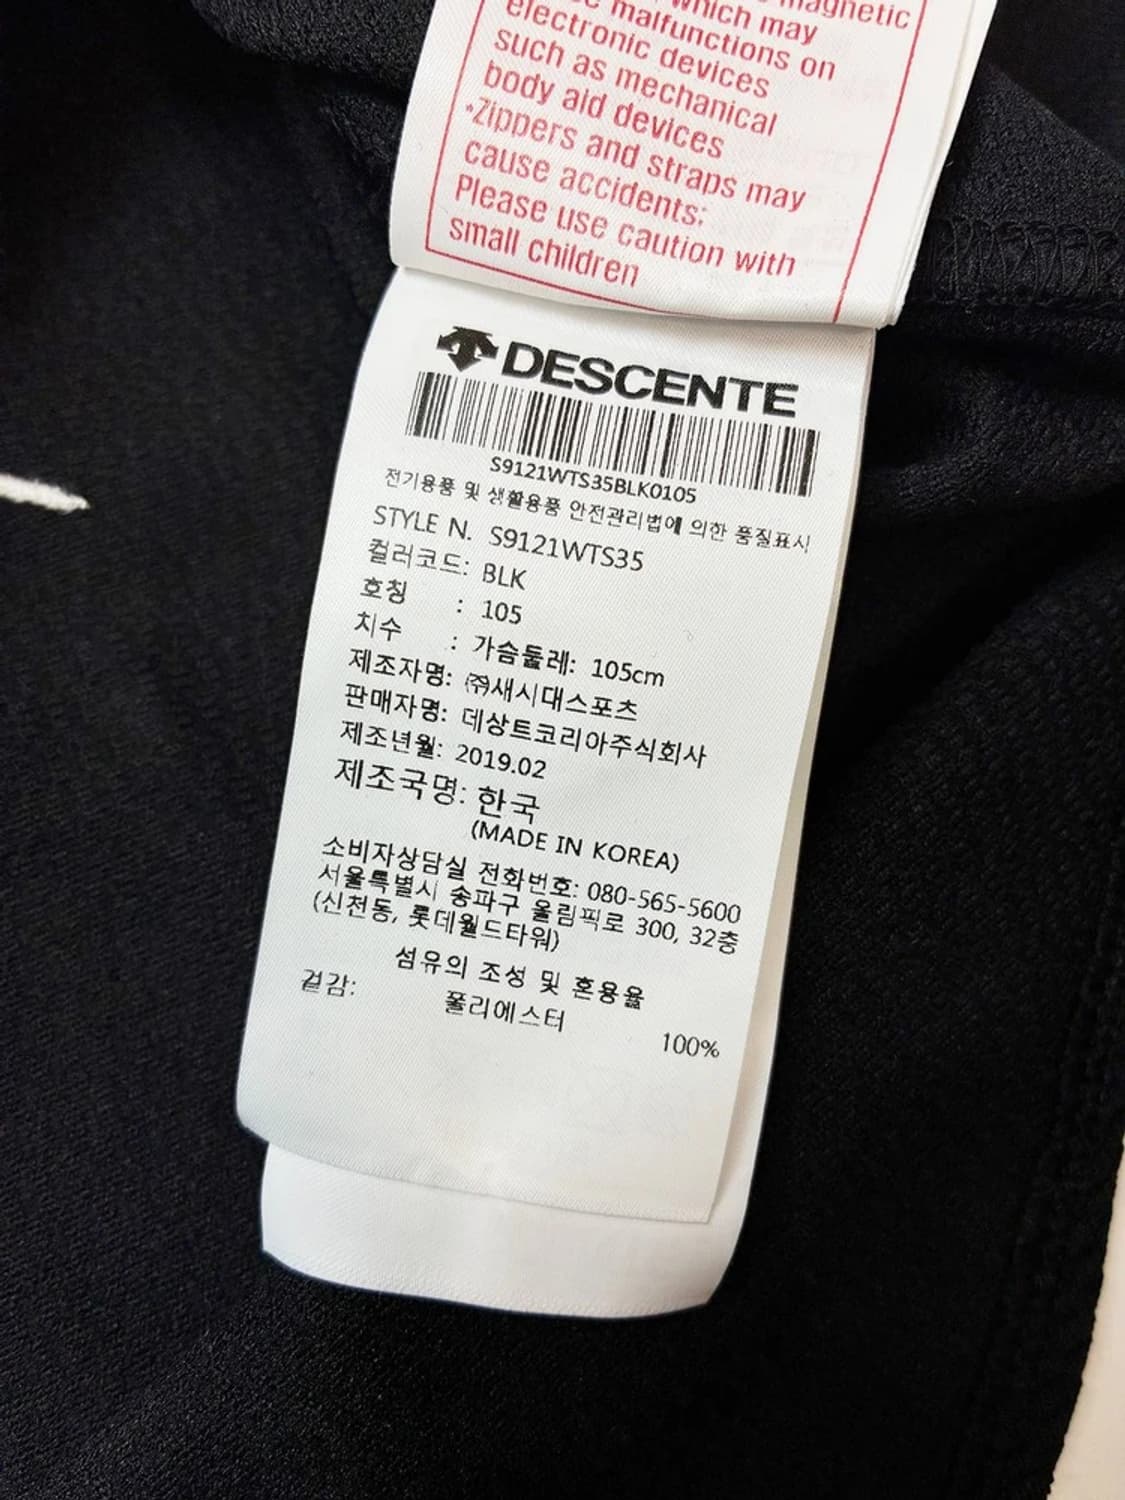 magnetic
which may
malfunctions on
electronic devices
such as mechanical
body aid devices
*Zippers and straps may
cause accidents;
Please use caution with
small children
DESCENTE
S9121WTS35BLK0105
전기용품 및 생활용품 안전관리법에 의한 품질표시
STYLE N. S9121WTS35
컬러코드: BLK
호칭 : 105
치수 : 가슴둘레: 105cm
제조자명: ㈜새시대스포츠
판매자명: 데상트코리아주식회사
제조년월: 2019.02
제조국명: 한국
(MADE IN KOREA)
소비자상담실 전화번호: 080-565-5600
서울특별시 송파구 올림픽로 300, 32층
(신천동, 롯데월드타워)
섬유의 조성 및 혼용율
겉감: 폴리에스터 100%